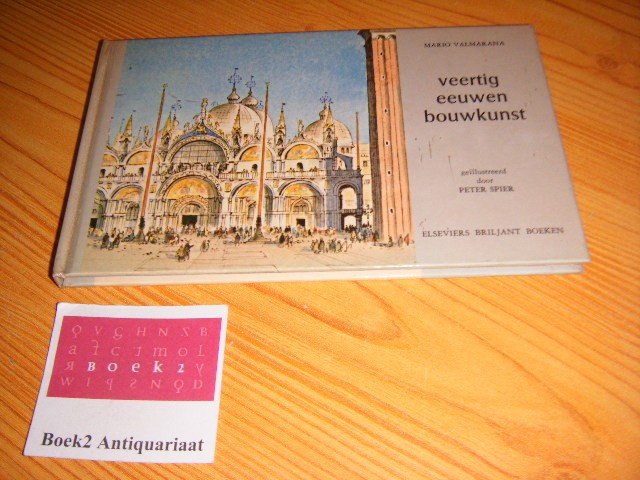 MARIO VALMARANA
veertig
eeuwen
bouwkunst
geïllustreerd
door
PETER SPIER
ELSEVIERS BRILJANT BOEKEN
BOEK2
Boek2 Antiquariaat